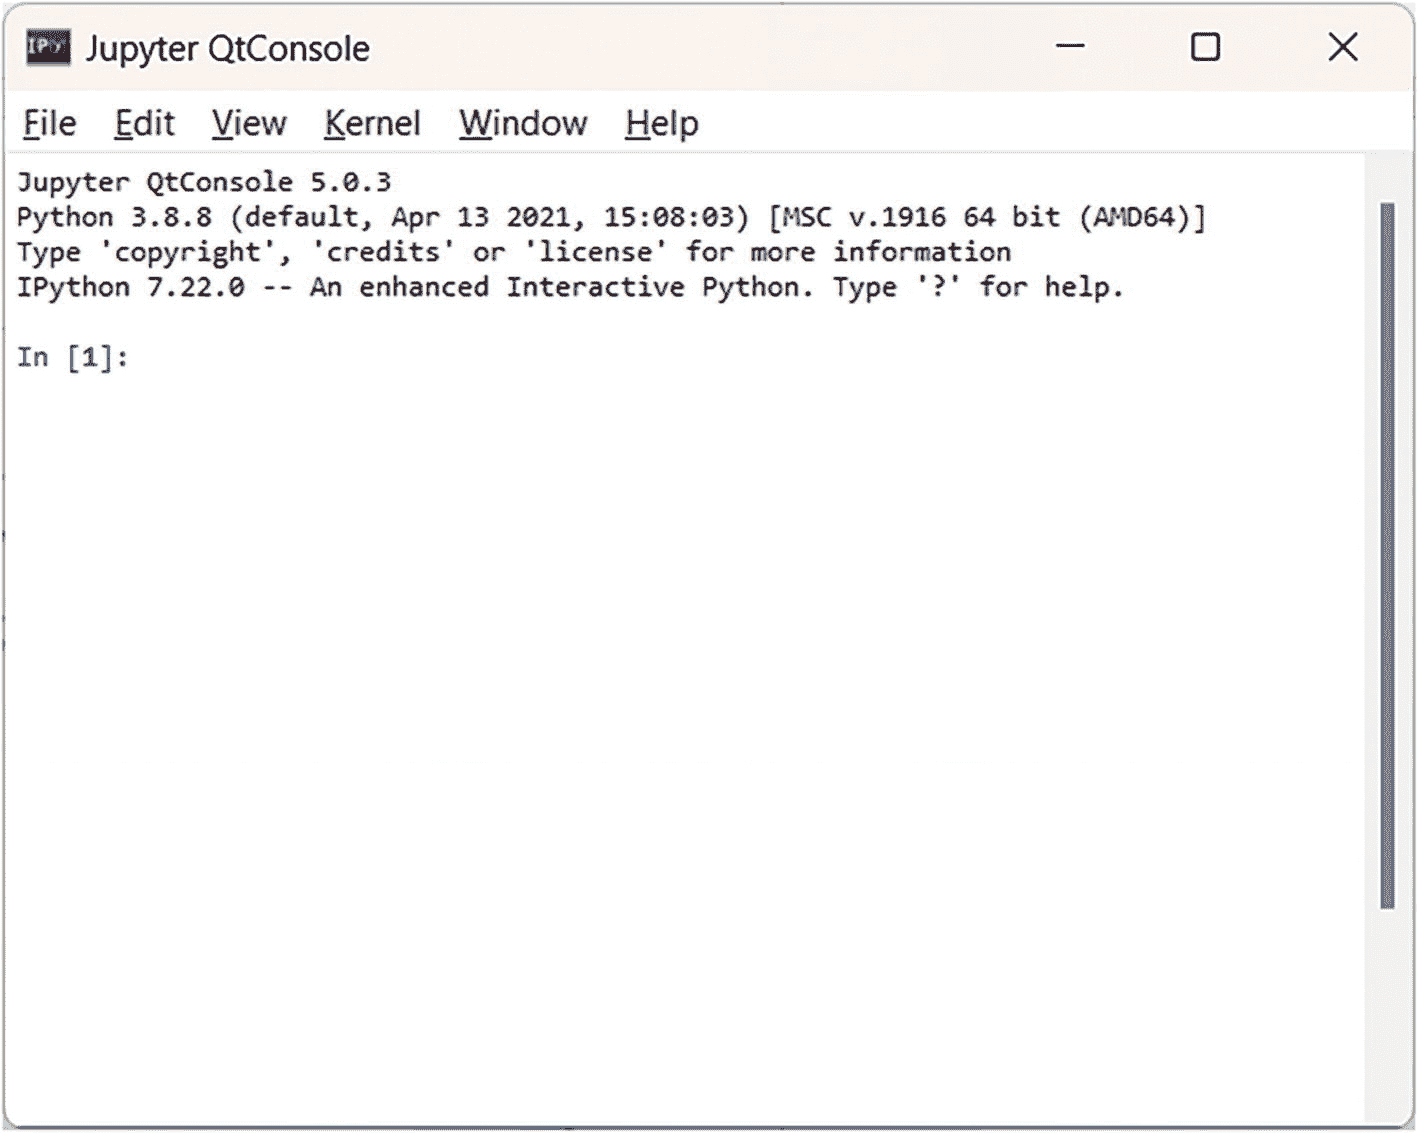 IPy
Jupyter QtConsole
File Edit View Kernel Window Help
Jupyter QtConsole 5.0.3
Python 3.8.8 (default, Apr 13 2021, 15:08:03) [MSC v.1916 64 bit (AMD64)]
Type 'copyright', 'credits' or 'license' for more information
IPython 7.22.0 -- An enhanced Interactive Python. Type '?' for help.
In [1]: